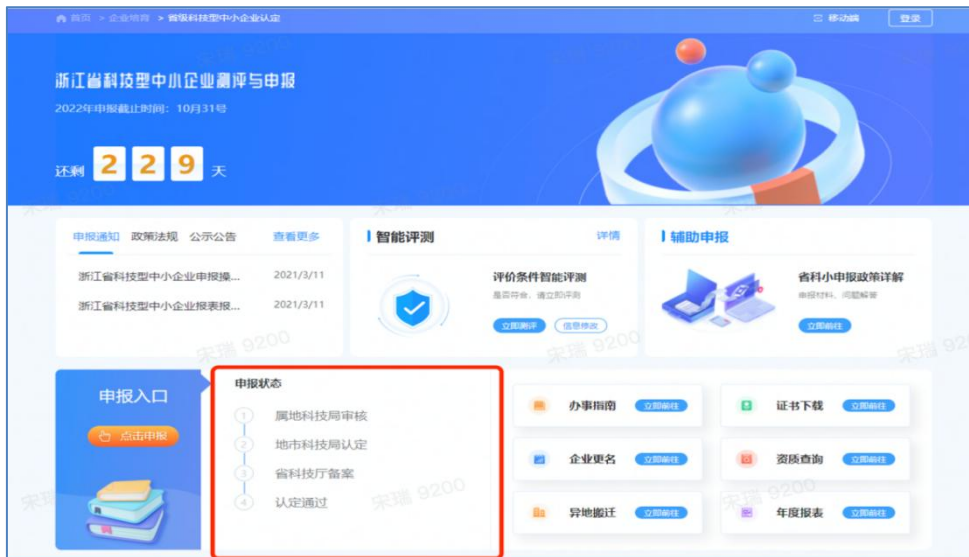 首页 > 企业培育 > 省级科技型中小企业认定
移动端
登录
浙江省科技型中小企业测评与申报
2022年申报截止时间：10月31号
还剩 2 2 9 天
申报通知 政策法规 公示公告 查看更多
浙江省科技型中小企业申报操... 2021/3/11
浙江省科技型中小企业报表报... 2021/3/11
智能评测 详情
评价条件智能评测
是否符合，请立即评测
立即测评 信息修改
辅助申报
省科小申报政策详解
申报材料、问题解答
立即前往
申报入口
点击申报
申报状态
1 属地科技局审核
2 地市科技局认定
3 省科技厅备案
4 认定通过
办事指南 立即前往
证书下载 立即前往
企业更名 立即前往
资质查询 立即前往
异地搬迁 立即前往
年度报表 立即前往
宋瑞 9200
宋瑞 9200
宋瑞 92
宋瑞 9200
宋瑞 9200